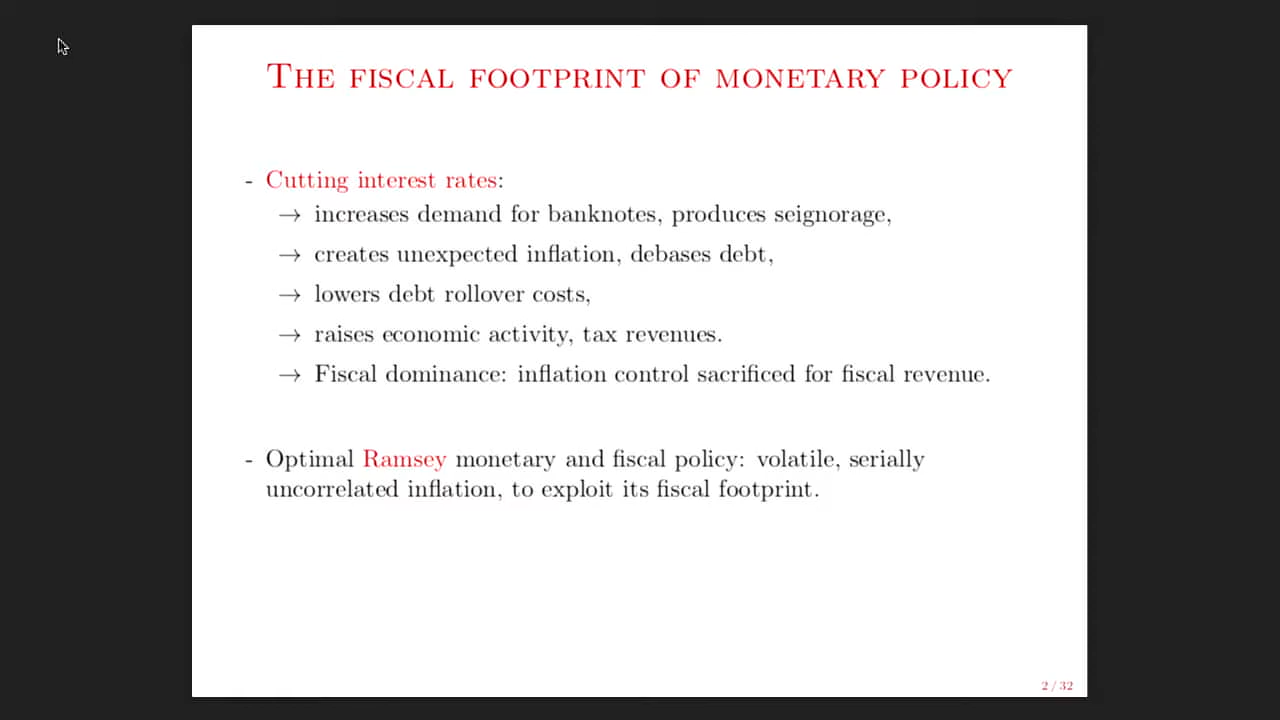 The fiscal footprint of monetary policy
- Cutting interest rates:
→ increases demand for banknotes, produces seignorage,
→ creates unexpected inflation, debases debt,
→ lowers debt rollover costs,
→ raises economic activity, tax revenues.
→ Fiscal dominance: inflation control sacrificed for fiscal revenue.
- Optimal Ramsey monetary and fiscal policy: volatile, serially
uncorrelated inflation, to exploit its fiscal footprint.
2 / 32